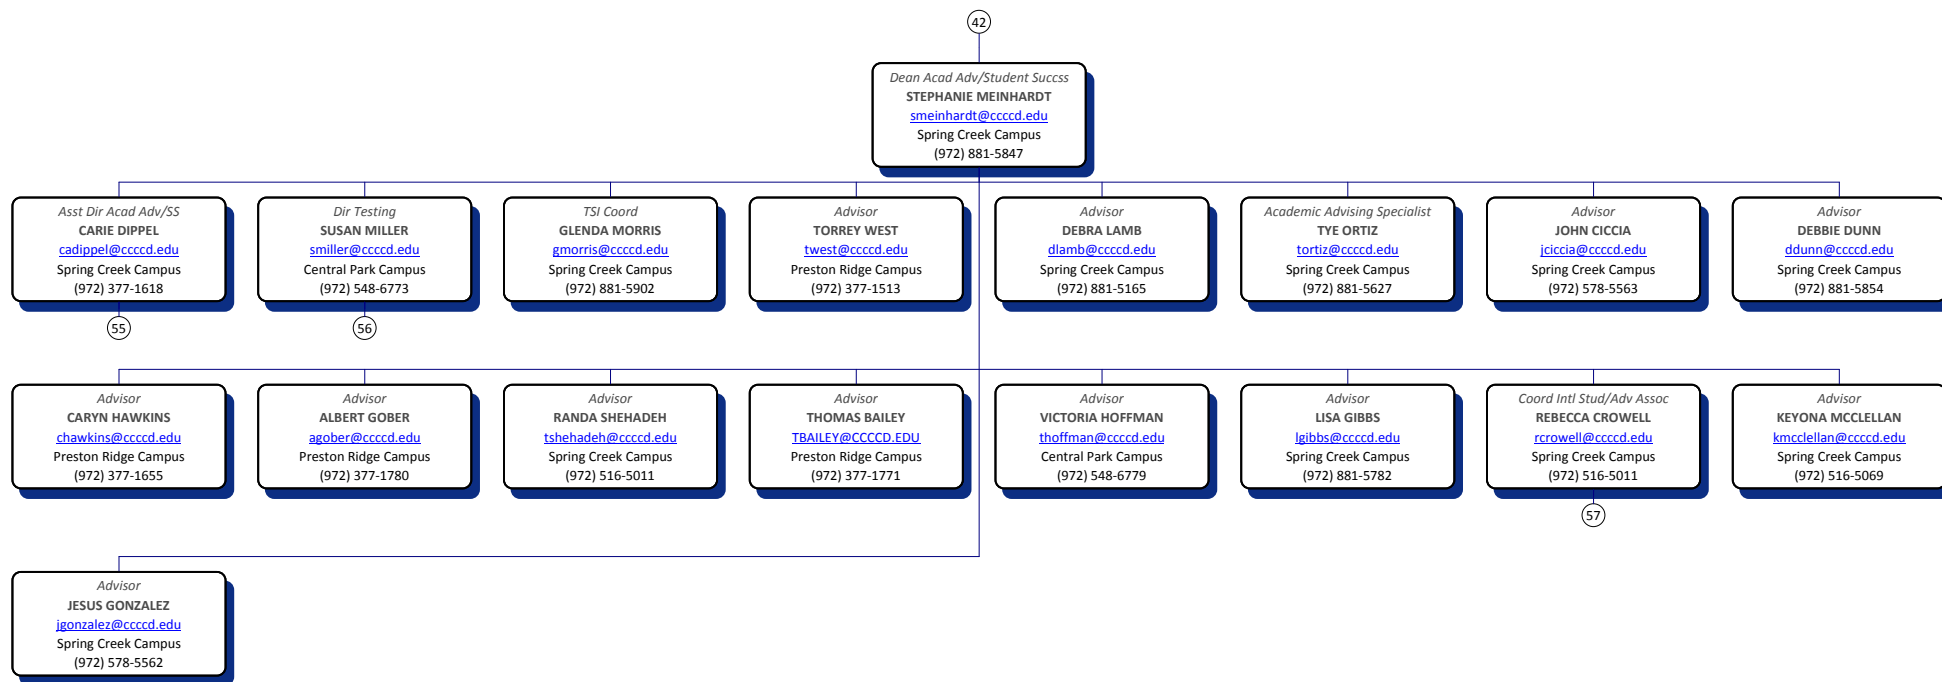 42
Dean Acad Adv/Student Succss
STEPHANIE MEINHARDT
smeinhardt@ccccd.edu
Spring Creek Campus
(972) 881-5847
Asst Dir Acad Adv/SS
CARIE DIPPEL
cadippel@ccccd.edu
Spring Creek Campus
(972) 377-1618
55
Dir Testing
SUSAN MILLER
smiller@ccccd.edu
Central Park Campus
(972) 548-6773
56
TSI Coord
GLENDA MORRIS
gmorris@ccccd.edu
Spring Creek Campus
(972) 881-5902
Advisor
TORREY WEST
twest@ccccd.edu
Preston Ridge Campus
(972) 377-1513
Advisor
DEBRA LAMB
dlamb@ccccd.edu
Spring Creek Campus
(972) 881-5165
Academic Advising Specialist
TYE ORTIZ
tortiz@ccccd.edu
Spring Creek Campus
(972) 881-5627
Advisor
JOHN CICCIA
jciccia@ccccd.edu
Spring Creek Campus
(972) 578-5563
Advisor
DEBBIE DUNN
ddunn@ccccd.edu
Spring Creek Campus
(972) 881-5854
Advisor
CARYN HAWKINS
chawkins@ccccd.edu
Preston Ridge Campus
(972) 377-1655
Advisor
ALBERT GOBER
agober@ccccd.edu
Preston Ridge Campus
(972) 377-1780
Advisor
RANDA SHEHADEH
tshehadeh@ccccd.edu
Spring Creek Campus
(972) 516-5011
Advisor
THOMAS BAILEY
TBAILEY@CCCCD.EDU
Preston Ridge Campus
(972) 377-1771
Advisor
VICTORIA HOFFMAN
thoffman@ccccd.edu
Central Park Campus
(972) 548-6779
Advisor
LISA GIBBS
lgibbs@ccccd.edu
Spring Creek Campus
(972) 881-5782
Coord Intl Stud/Adv Assoc
REBECCA CROWELL
rcrowell@ccccd.edu
Spring Creek Campus
(972) 516-5011
57
Advisor
KEYONA MCCLELLAN
kmcclellan@ccccd.edu
Spring Creek Campus
(972) 516-5069
Advisor
JESUS GONZALEZ
jgonzalez@ccccd.edu
Spring Creek Campus
(972) 578-5562